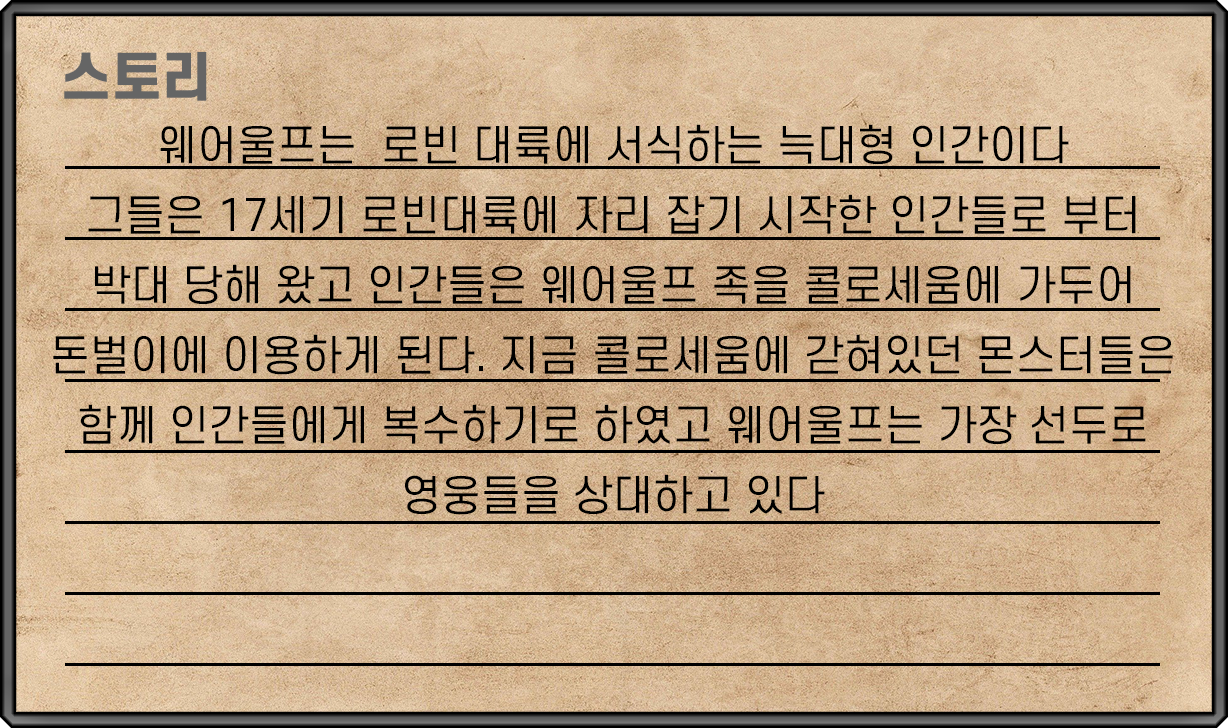 스토리
웨어울프는  로빈 대륙에 서식하는 늑대형 인간이다
그들은 17세기 로빈대륙에 자리 잡기 시작한 인간들로 부터
박대 당해 왔고 인간들은 웨어울프 족을 콜로세움에 가두어
돈벌이에 이용하게 된다. 지금 콜로세움에 갇혀있던 몬스터들은
함께 인간들에게 복수하기로 하였고 웨어울프는 가장 선두로
영웅들을 상대하고 있다